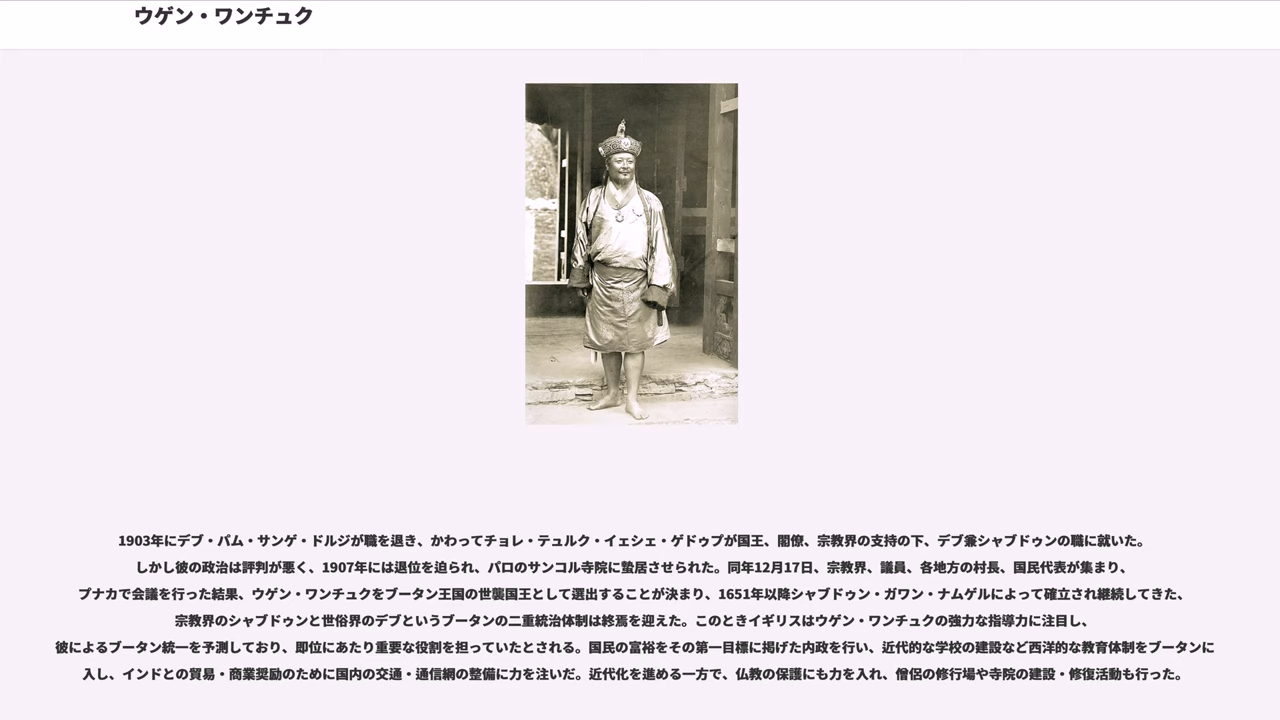 ウゲン・ワンチュク
1903年にデブ・パム・サンゲ・ドルジが職を退き、かわってチョレ・テュルク・イェシェ・ゲドゥプが国王、閣僚、宗教界の支持の下、デブ兼シャブドゥンの職に就いた。
しかし彼の政治は評判が悪く、1907年には退位を迫られ、パロのサンコル寺院に蟄居させられた。同年12月17日、宗教界、議員、各地方の村長、国民代表が集まり、
プナカで会議を行った結果、ウゲン・ワンチュクをブータン王国の世襲国王として選出することが決まり、1651年以降シャブドゥン・ガワン・ナムゲルによって確立され継続してきた、
宗教界のシャブドゥンと世俗界のデブというブータンの二重統治体制は終焉を迎えた。このときイギリスはウゲン・ワンチュクの強力な指導力に注目し、
彼によるブータン統一を予測しており、即位にあたり重要な役割を担っていたとされる。国民の富裕をその第一目標に掲げた内政を行い、近代的な学校の建設など西洋的な教育体制をブータンに
入し、インドとの貿易・商業奨励のために国内の交通・通信網の整備に力を注いだ。近代化を進める一方で、仏教の保護にも力を入れ、僧侶の修行場や寺院の建設・修復活動も行った。